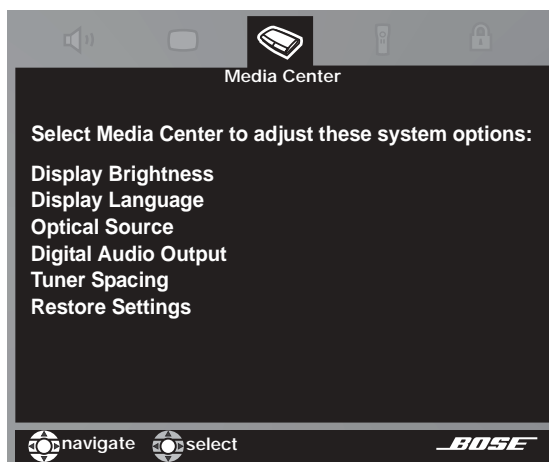 Media Center
Select Media Center to adjust these system options:
Display Brightness
Display Language
Optical Source
Digital Audio Output
Tuner Spacing
Restore Settings
navigate select BOSE